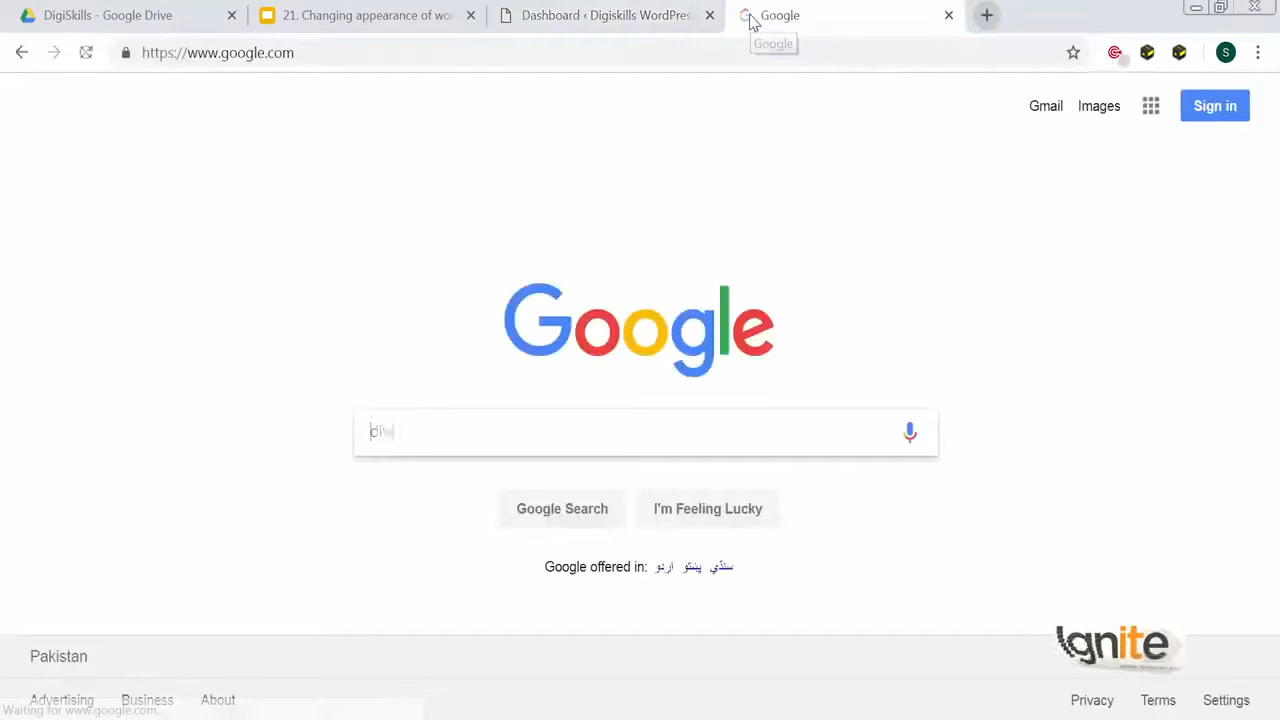 DigiSkills - Google Drive
21. Changing appearance of wo
Dashboard ‹ Digiskills WordPres
Google
https://www.google.com
Google
S
Gmail Images Sign in
Google
Google Search I'm Feeling Lucky
Google offered in: اردو پښتو سنڌي
Ignite
Pakistan
Advertising Business About Privacy Terms Settings
Waiting for www.google.com...